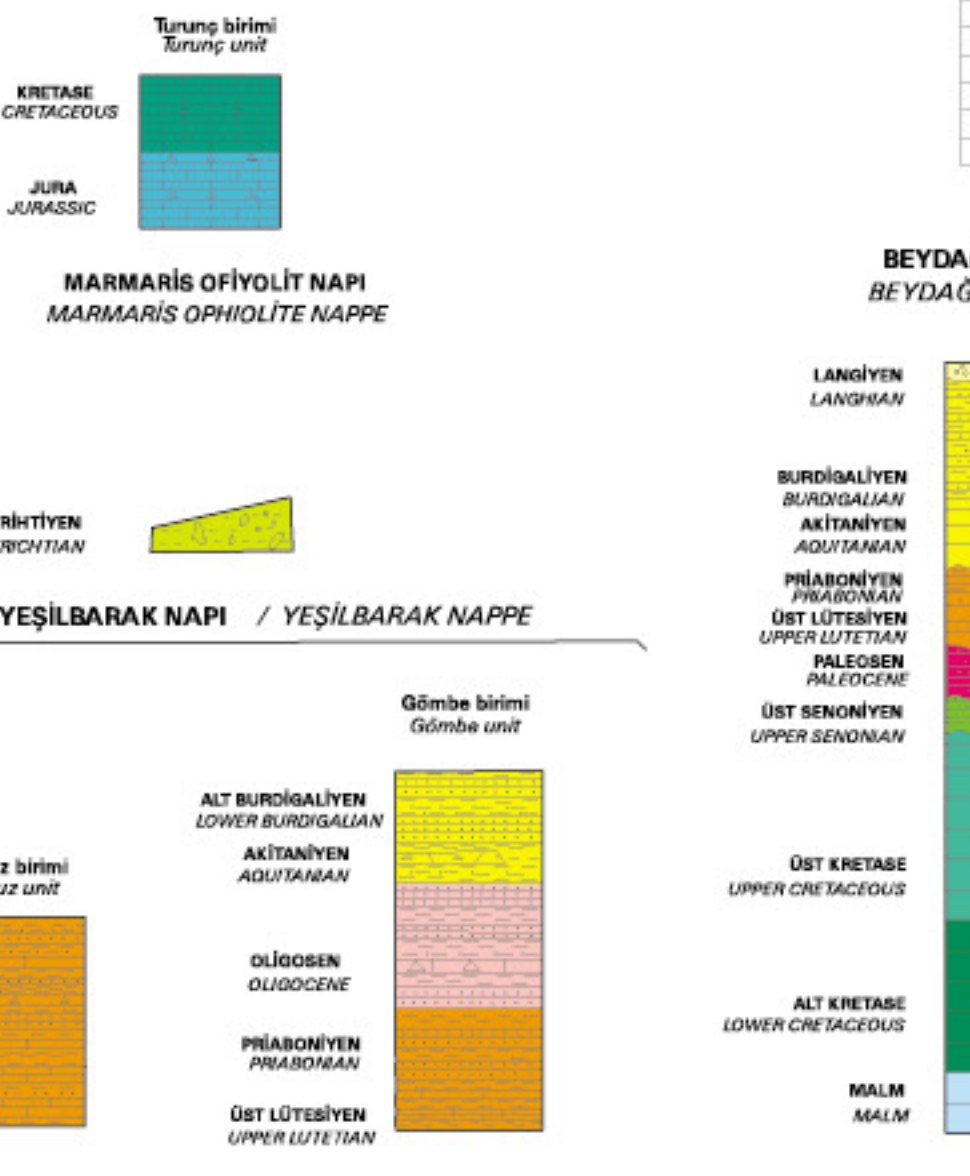 Turunç birimi
Turunç unit
KRETASE
CRETACEOUS
JURA
JURASSIC
MARMARİS OFİYOLİT NAPI
MARMARİS OPHIOLİTE NAPPE
RİHTİYEN
RICHTIAN
YEŞİLBARAK NAPI / YEŞİLBARAK NAPPE
z birimi
uz unit
Gömbe birimi
Gömbe unit
ALT BURDİGALİYEN
LOWER BURDIGALIAN
AKİTANİYEN
AQUITANIAN
OLİGOSEN
OLIGOCENE
PRİABONİYEN
PRIABONIAN
ÜST LÜTESİYEN
UPPER LUTETIAN
BEYDA
BEYDAĞ
LANGİYEN
LANGHIAN
BURDİGALİYEN
BURDIGALIAN
AKİTANİYEN
AQUITANIAN
PRİABONİYEN
PRIABONIAN
ÜST LÜTESİYEN
UPPER LUTETIAN
PALEOSEN
PALEOCENE
ÜST SENONİYEN
UPPER SENONIAN
ÜST KRETASE
UPPER CRETACEOUS
ALT KRETASE
LOWER CRETACEOUS
MALM
MALM